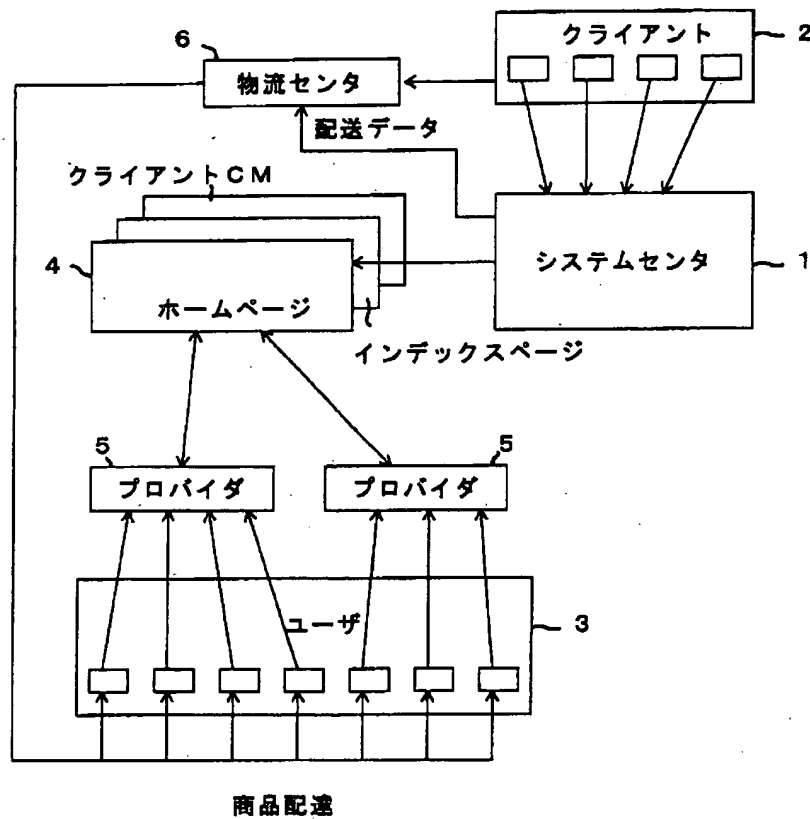 6
クライアント
2
物流センタ
配送データ
クライアントCM
4
システムセンタ
1
ホームページ
インデックスページ
5
5
プロバイダ
プロバイダ
ユーザ
3
商品配達